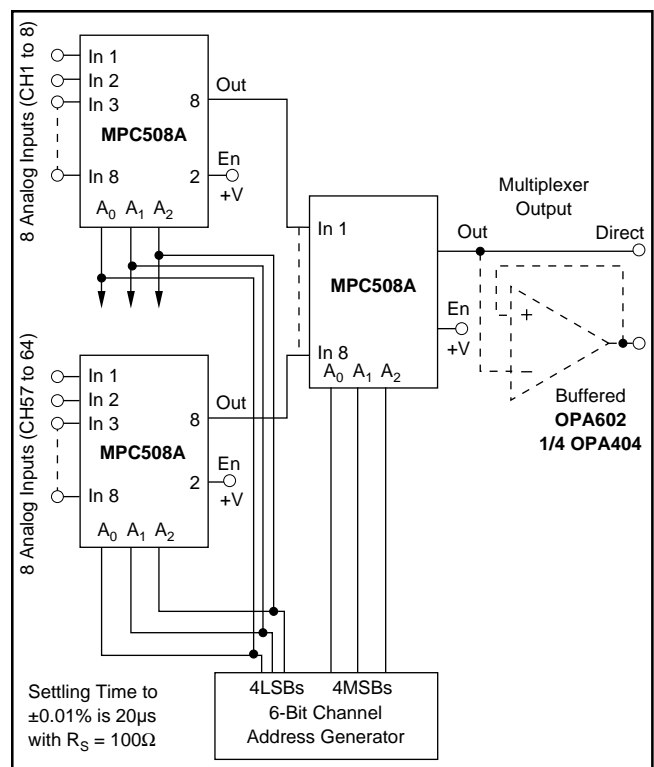 8 Analog Inputs (CH1 to 8)
In 1
In 2
In 3
In 8
MPC508A
8
Out
2
En
+V
A0 A1 A2
8 Analog Inputs (CH57 to 64)
In 1
In 2
In 3
In 8
MPC508A
8
Out
2
En
+V
A0 A1 A2
In 1
MPC508A
In 8
A0 A1 A2
En
+V
Multiplexer
Output
Out
Direct
+
–
Buffered
OPA602
1/4 OPA404
Settling Time to
±0.01% is 20µs
with RS = 100Ω
4LSBs 4MSBs
6-Bit Channel
Address Generator